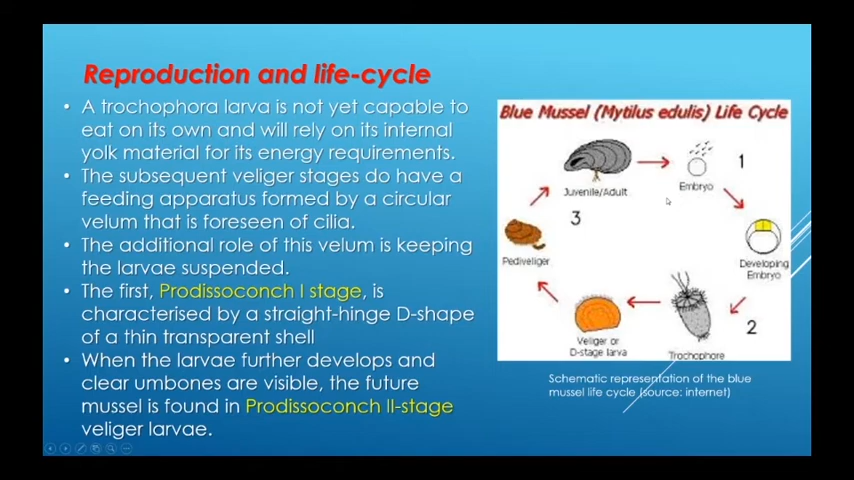 Reproduction and life-cycle
• A trochophora larva is not yet capable to
eat on its own and will rely on its internal
yolk material for its energy requirements.
• The subsequent veliger stages do have a
feeding apparatus formed by a circular
velum that is foreseen of cilia.
• The additional role of this velum is keeping
the larvae suspended.
• The first, Prodissoconch I stage, is
characterised by a straight-hinge D-shape
of a thin transparent shell
• When the larvae further develops and
clear umbones are visible, the future
mussel is found in Prodissoconch II-stage
veliger larvae.
Blue Mussel (Mytilus edulis) Life Cycle
1
Juvenile/Adult
Embryo
3
Pediveliger
Developing
Embryo
2
Veliger or
D-stage larva
Trochophore
Schematic representation of the blue
mussel life cycle (source: internet)